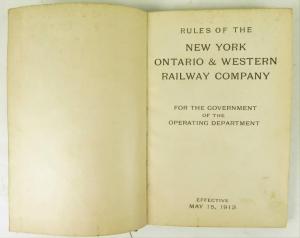 RULES OF THE
NEW YORK
ONTARIO & WESTERN
RAILWAY COMPANY
FOR THE GOVERNMENT
OF THE
OPERATING DEPARTMENT
EFFECTIVE
MAY 15, 1913